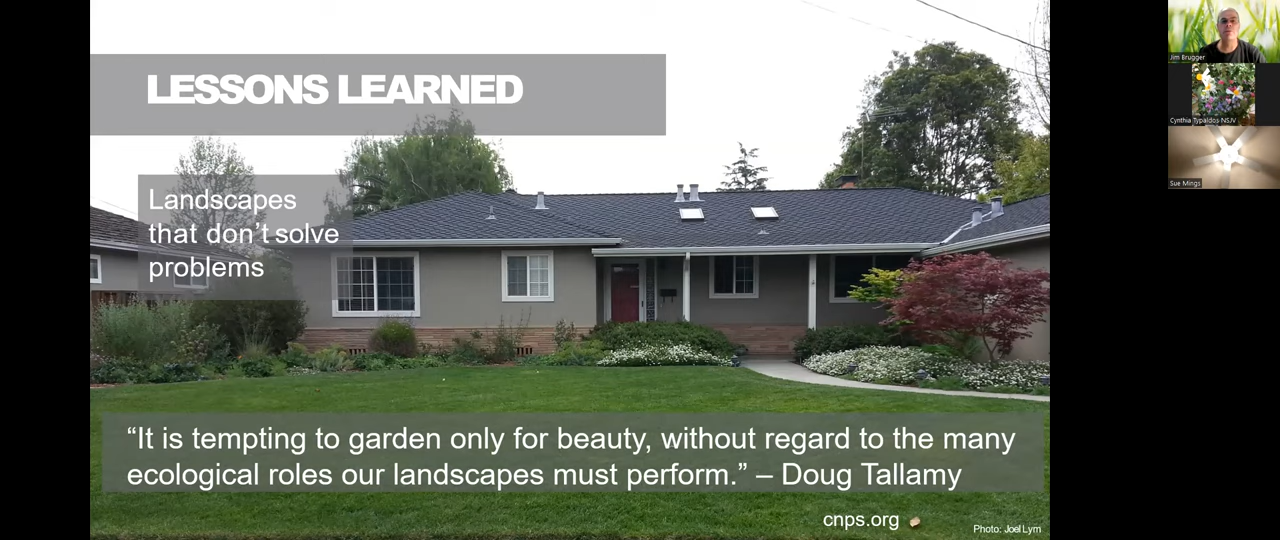 LESSONS LEARNED
Landscapes
that don't solve
problems
“It is tempting to garden only for beauty, without regard to the many
ecological roles our landscapes must perform.” – Doug Tallamy
cnps.org
Photo: Joel Lym
Jim Brugger
Cynthia Typaldos-NSJV
Sue Mings